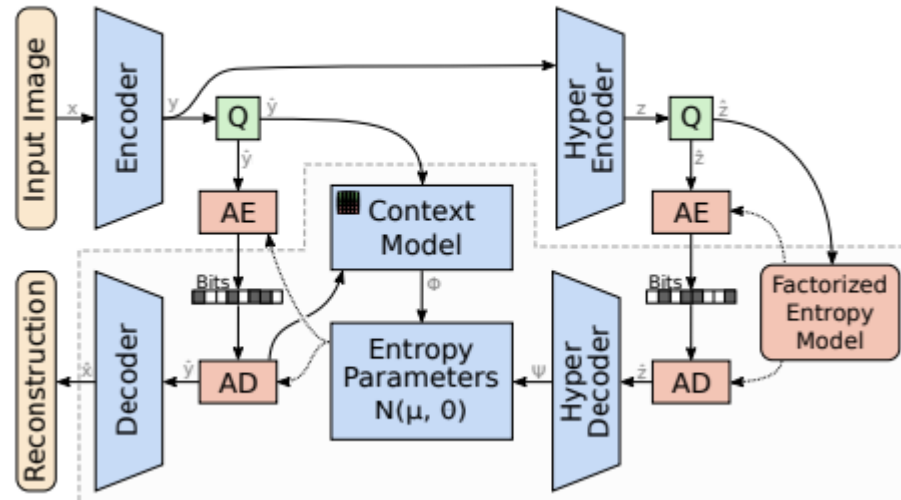 Input Image
x
Encoder
y
Q
ŷ
ŷ
AE
Bits
AD
ŷ
Decoder
x̂
Reconstruction
Context
Model
Φ
Entropy
Parameters
N(μ, 0)
Ψ
Hyper
Encoder
z
Q
ẑ
ẑ
AE
Bits
AD
ẑ
Hyper
Decoder
Factorized
Entropy
Model